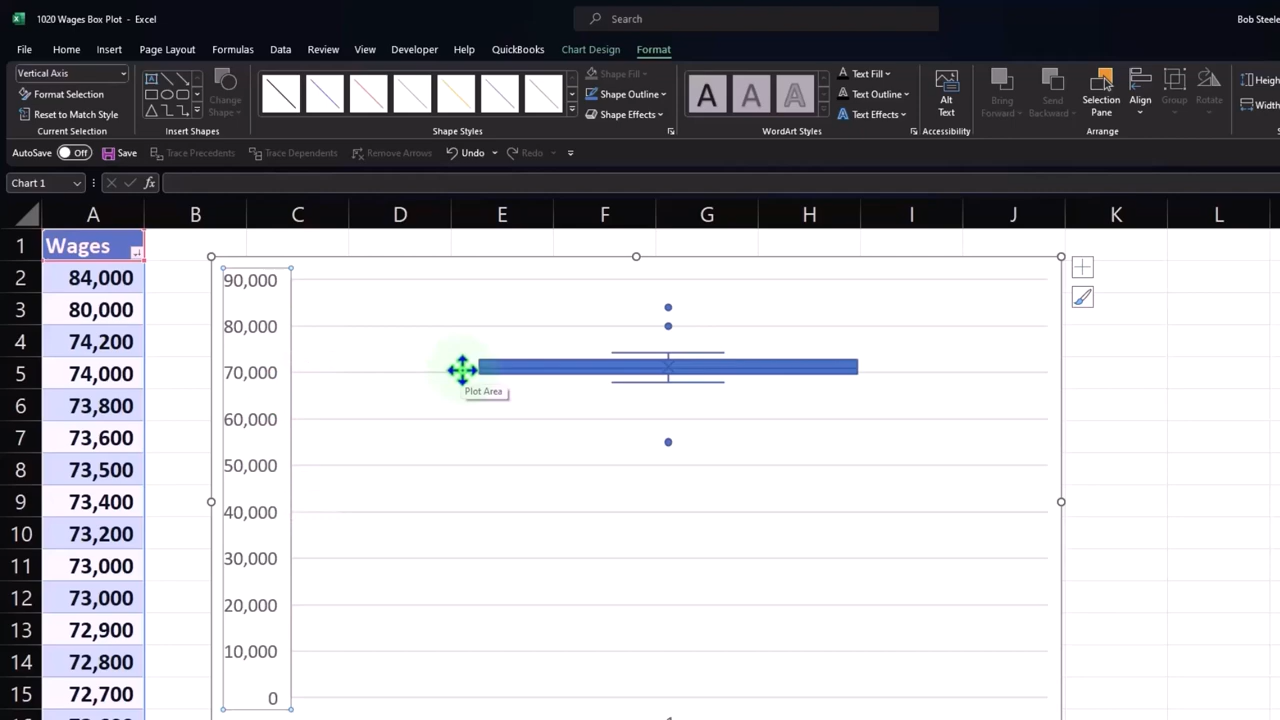 1020 Wages Box Plot - Excel
Search
Bob Steele
File Home Insert Page Layout Formulas Data Review View Developer Help QuickBooks Chart Design Format
Vertical Axis
Format Selection
Reset to Match Style
Current Selection
Change
Shape
Insert Shapes
Shape Fill
Shape Outline
Shape Effects
Shape Styles
A A A
Text Fill
Text Outline
Text Effects
WordArt Styles
Alt
Text
Accessibility
Bring
Forward
Send
Backward
Selection
Pane
Align
Group
Rotate
Arrange
Heigh
Width
AutoSave Off Save Trace Precedents Trace Dependents Remove Arrows Undo Redo
Chart 1 fx
A B C D E F G H I J K L
1 Wages
2 84,000
3 80,000
4 74,200
5 74,000
6 73,800
7 73,600
8 73,500
9 73,400
10 73,200
11 73,000
12 73,000
13 72,900
14 72,800
15 72,700
90,000
80,000
70,000
60,000
50,000
40,000
30,000
20,000
10,000
0
Plot Area